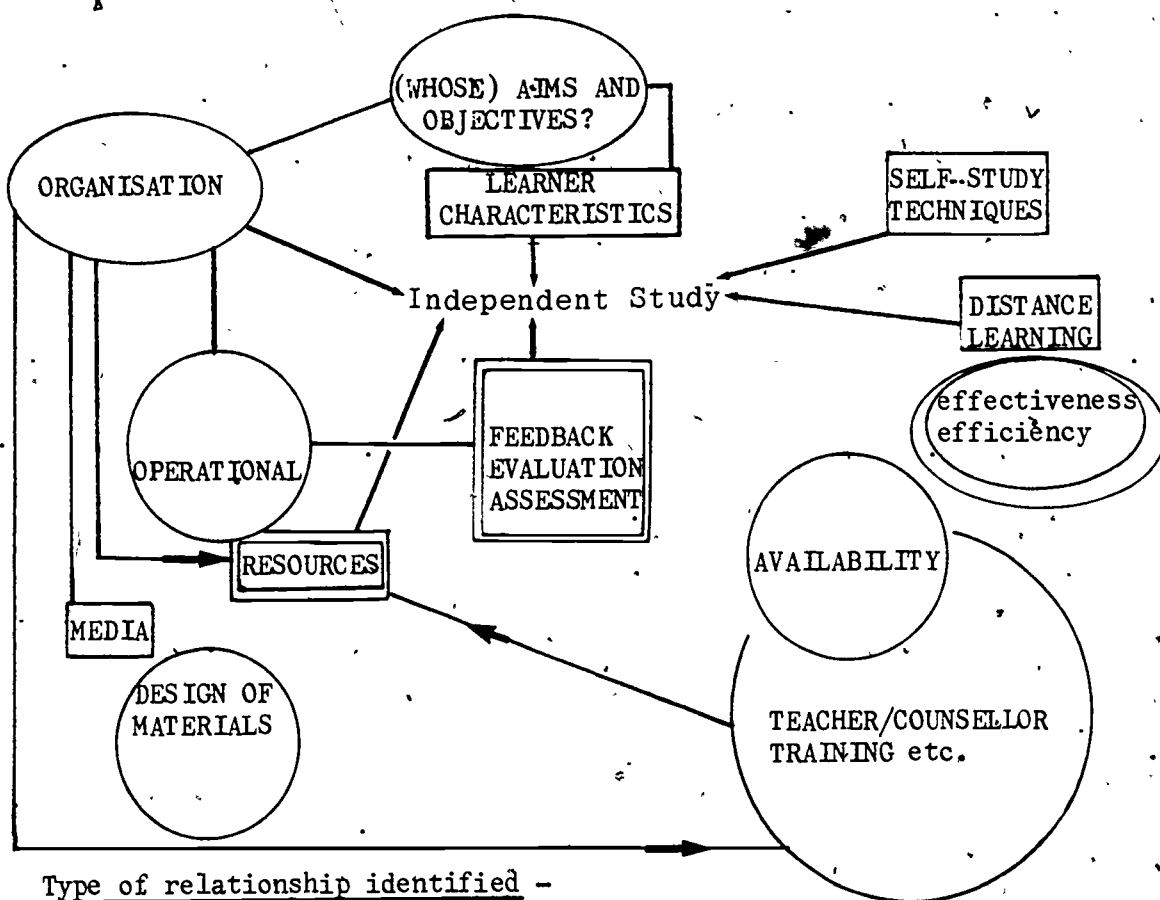 (WHOSE) AIMS AND
OBJECTIVES?
ORGANISATION
LEARNER
CHARACTERISTICS
SELF-STUDY
TECHNIQUES
Independent Study
DISTANCE
LEARNING
effectiveness
efficiency
FEEDBACK
EVALUATION
ASSESSMENT
OPERATIONAL
RESOURCES
AVAILABILITY
MEDIA
DESIGN OF
MATERIALS
TEACHER/COUNSELLOR
TRAINING etc.
Type of relationship identified -